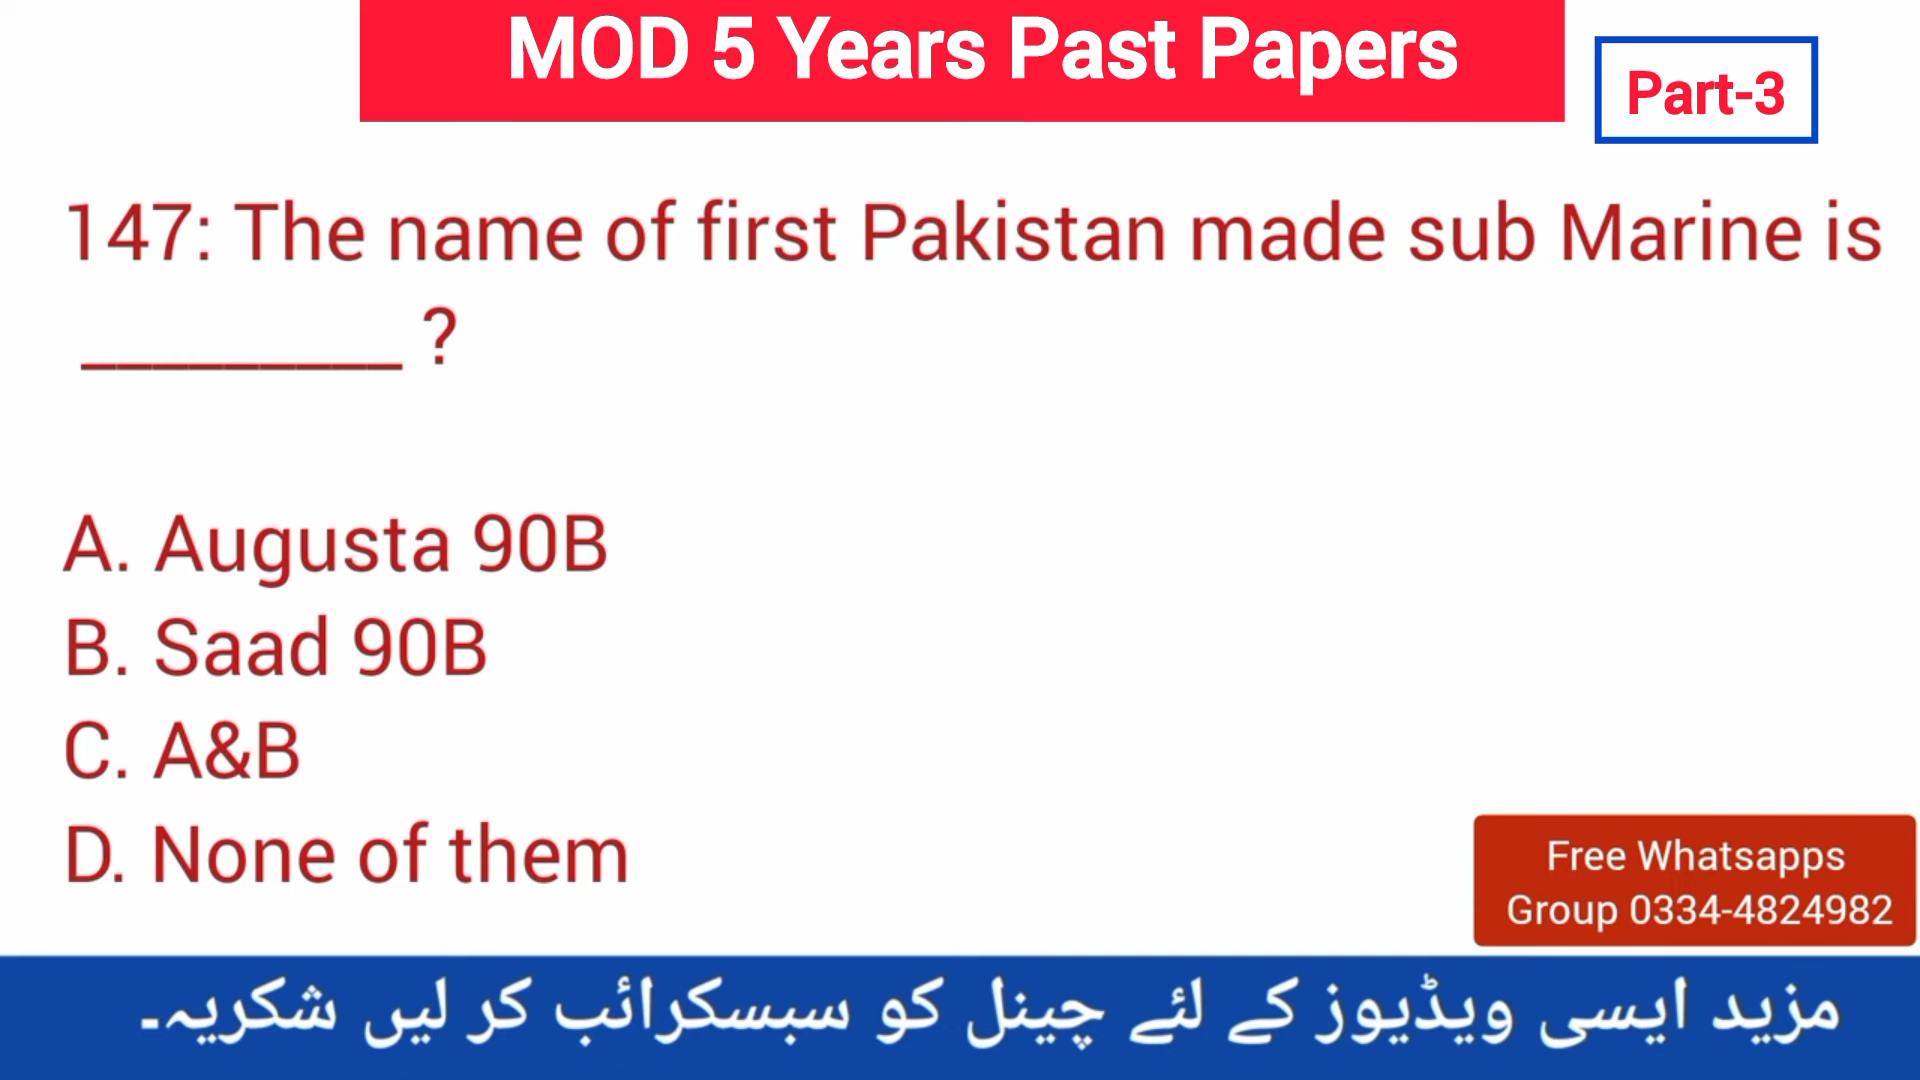 MOD 5 Years Past Papers
Part-3
147: The name of first Pakistan made sub Marine is
_________ ?
A. Augusta 90B
B. Saad 90B
C. A&B
D. None of them
Free Whatsapps
Group 0334-4824982
مزید ایسی ویڈیوز کے لئے چینل کو سبسکرائب کر لیں شکریہ۔